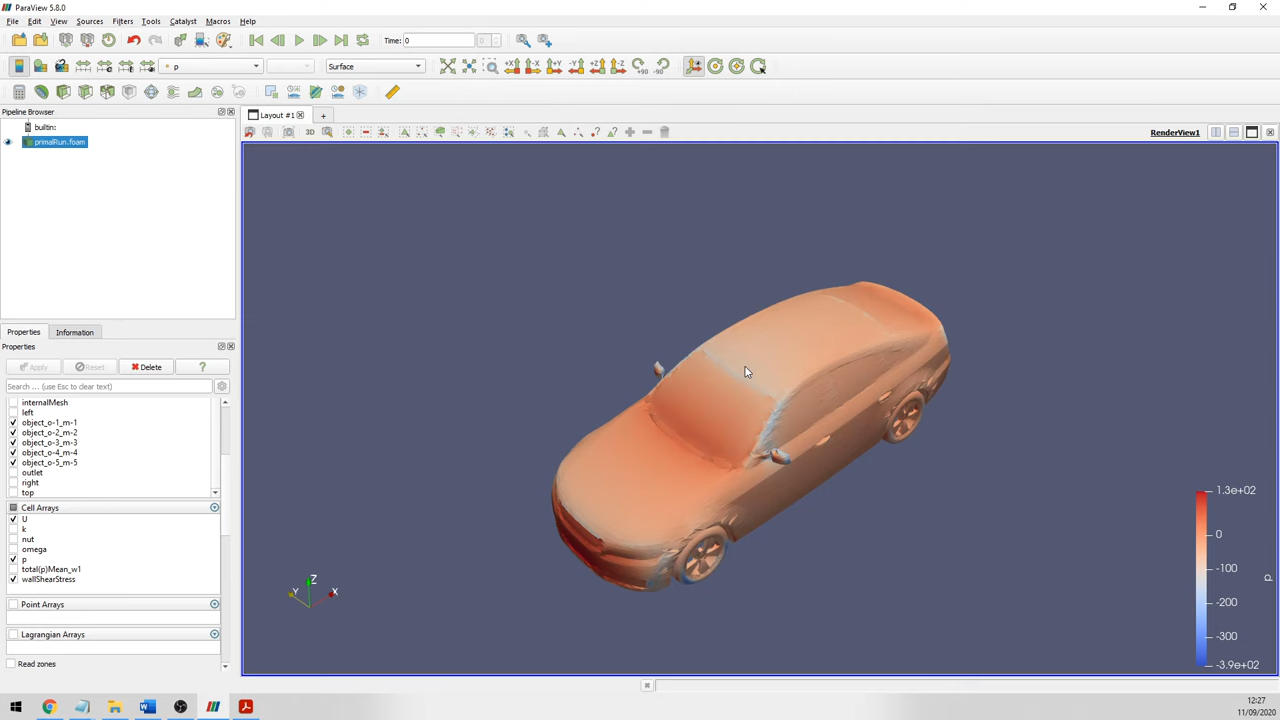 ParaView 5.8.0
File Edit View Sources Filters Tools Catalyst Macros Help
Time: 0 0
p Surface
+X -X +Y -Y +Z -Z +90 -90
Pipeline Browser
Layout #1 +
builtin:
3D RenderView1
primalRun.foam
Properties Information
Properties
Apply Reset Delete ?
Search ... (use Esc to clear text)
internalMesh
left
object_o-1_m-1
object_o-2_m-2
object_o-3_m-3
object_o-4_m-4
object_o-5_m-5
outlet
right
top
Cell Arrays
U
k
nut
omega
p
total(p)Mean_w1
wallShearStress
Point Arrays
Lagrangian Arrays
Read zones
Z
Y
X
1.3e+02
0
-100
-200
-300
-3.9e+02
p
12:27
11/09/2020